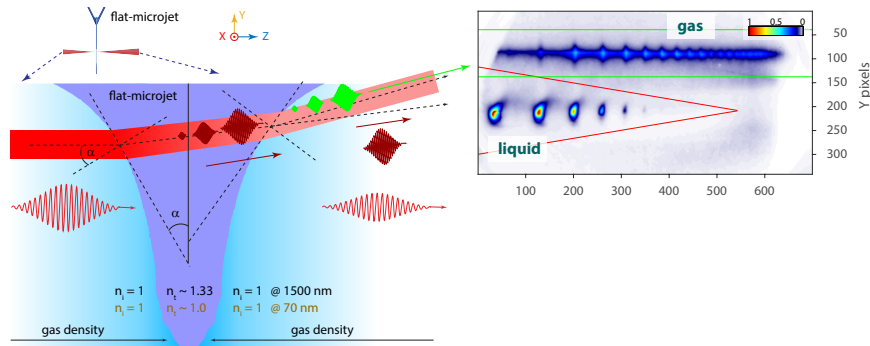 flat-microjet
Y
X
Z
flat-microjet
α
α
n_i = 1 n_t ~ 1.33 n_i = 1 @ 1500 nm
n_i = 1 n_t ~ 1.0 n_i = 1 @ 70 nm
gas density gas density
gas
1 0.5 0
liquid
50
100
150
200
300
Y pixels
100 200 300 400 500 600